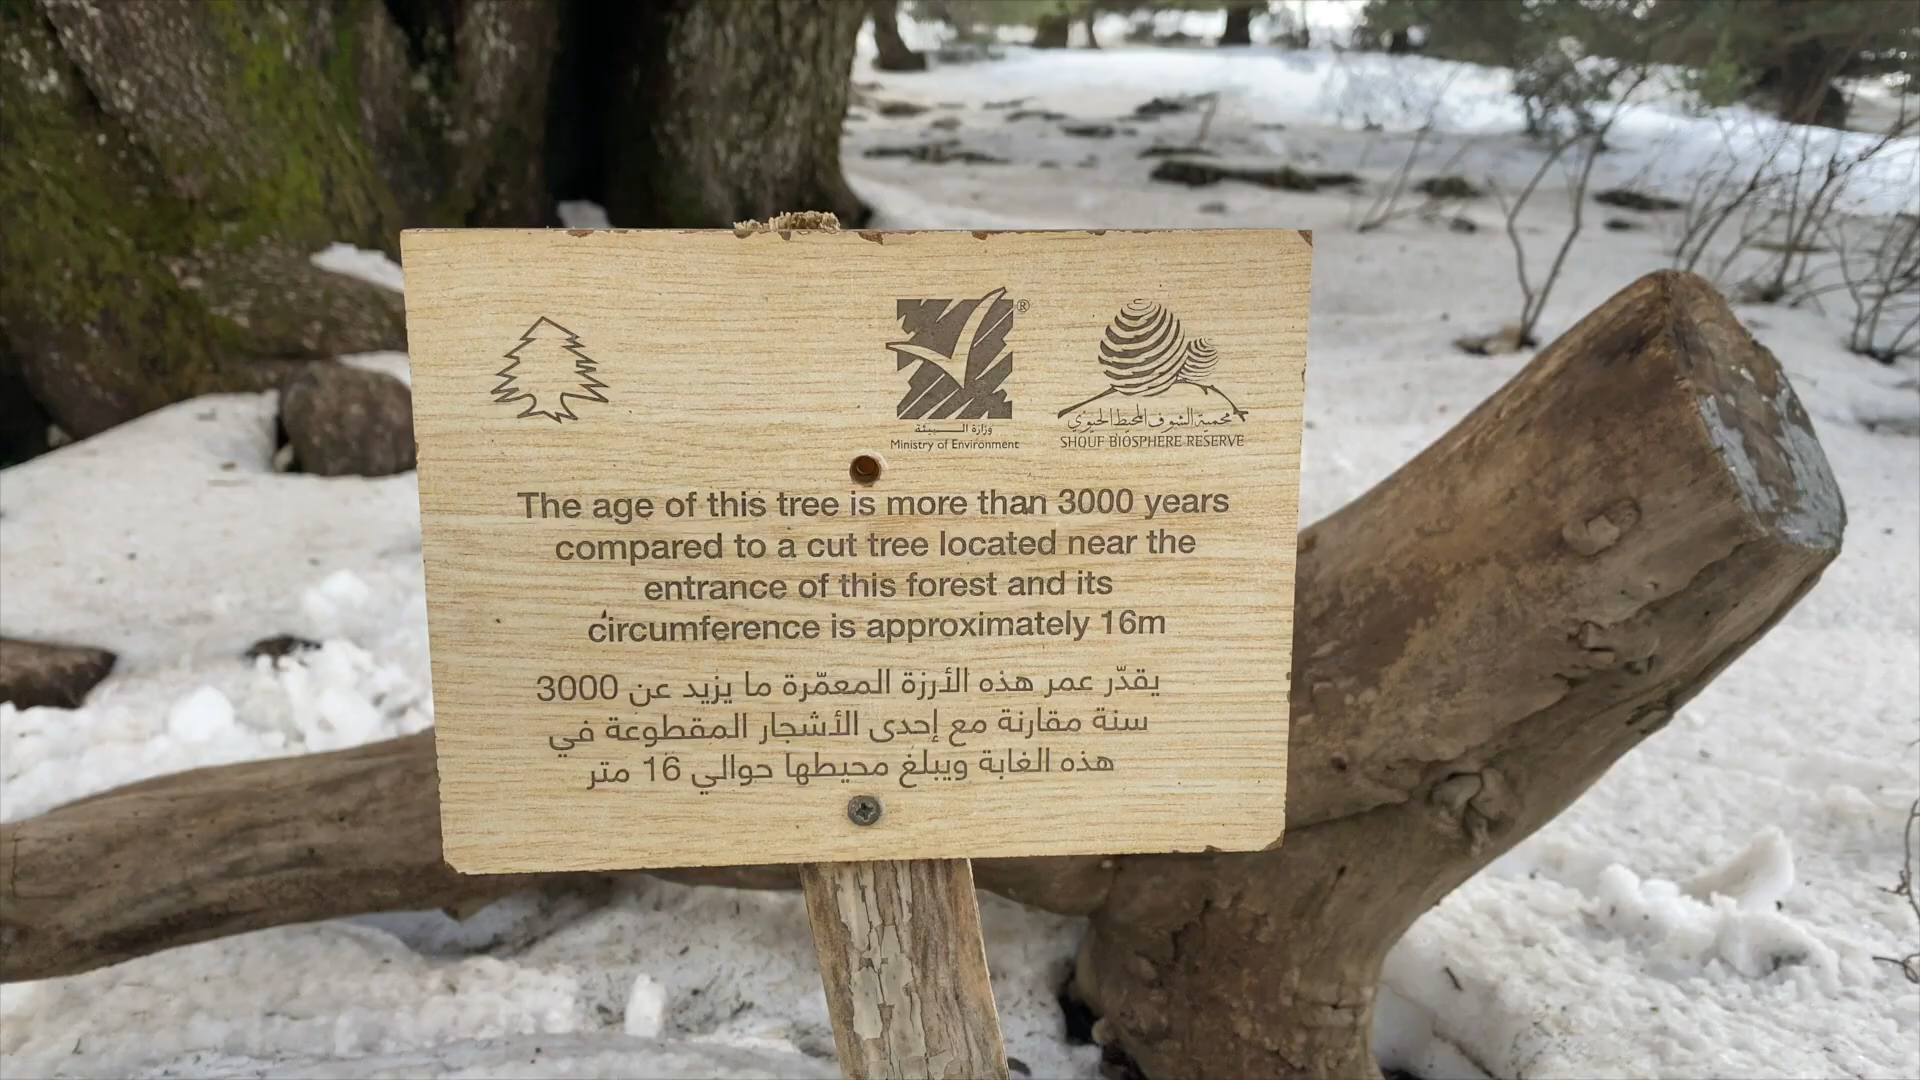 ®
وزارة البيئة
Ministry of Environment
محمية الشوف المحيط الحيوي
SHOUF BIOSPHERE RESERVE
The age of this tree is more than 3000 years
compared to a cut tree located near the
entrance of this forest and its
circumference is approximately 16m
يقدّر عمر هذه الأرزة المعمّرة ما يزيد عن 3000
سنة مقارنة مع إحدى الأشجار المقطوعة في
هذه الغابة ويبلغ محيطها حوالي 16 متر